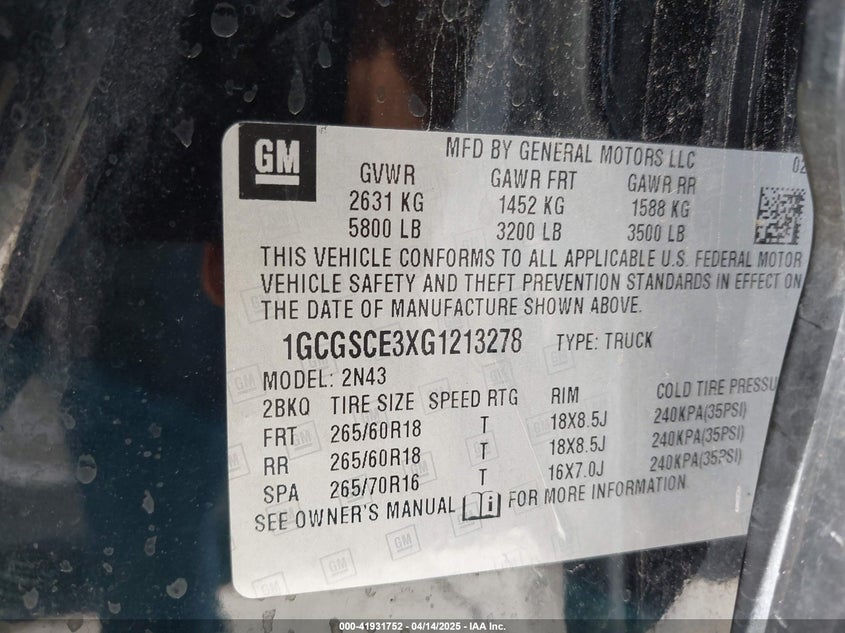 GM
MFD BY GENERAL MOTORS LLC 02
GVWR GAWR FRT GAWR RR
2631 KG 1452 KG 1588 KG
5800 LB 3200 LB 3500 LB
THIS VEHICLE CONFORMS TO ALL APPLICABLE U.S. FEDERAL MOTOR
VEHICLE SAFETY AND THEFT PREVENTION STANDARDS IN EFFECT ON
THE DATE OF MANUFACTURE SHOWN ABOVE.
1GCGSCE3XG1213278 TYPE: TRUCK
MODEL: 2N43
2BKQ TIRE SIZE SPEED RTG RIM COLD TIRE PRESSU
FRT 265/60R18 T 18X8.5J 240KPA(35PSI)
RR 265/60R18 T 18X8.5J 240KPA(35PSI)
SPA 265/70R16 T 16X7.0J 240KPA(35PSI)
SEE OWNER'S MANUAL i FOR MORE INFORMATION
000-41931752 - 04/14/2025 - IAA Inc.